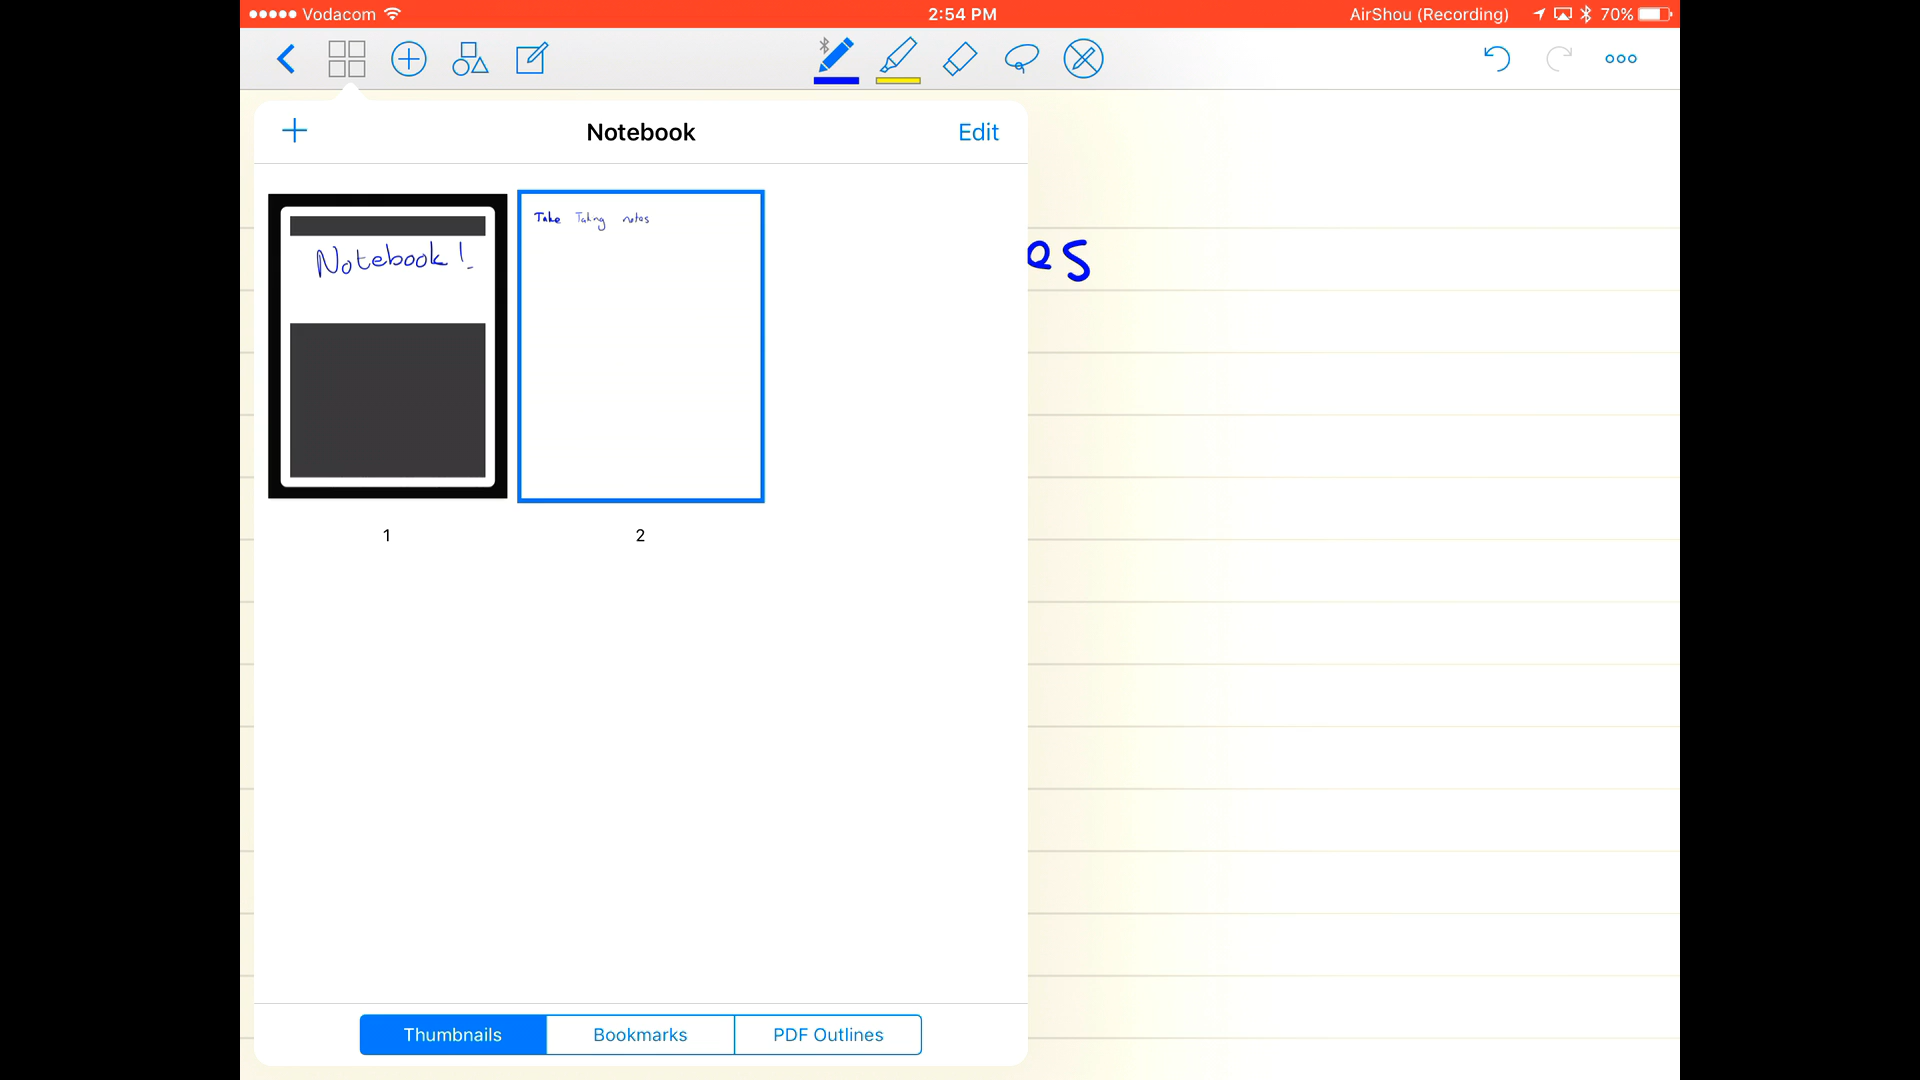 Vodacom 2:54 PM AirShou (Recording) 70%
Notebook Edit
Notebook!
Take Taking notes
es
1 2
Thumbnails Bookmarks PDF Outlines